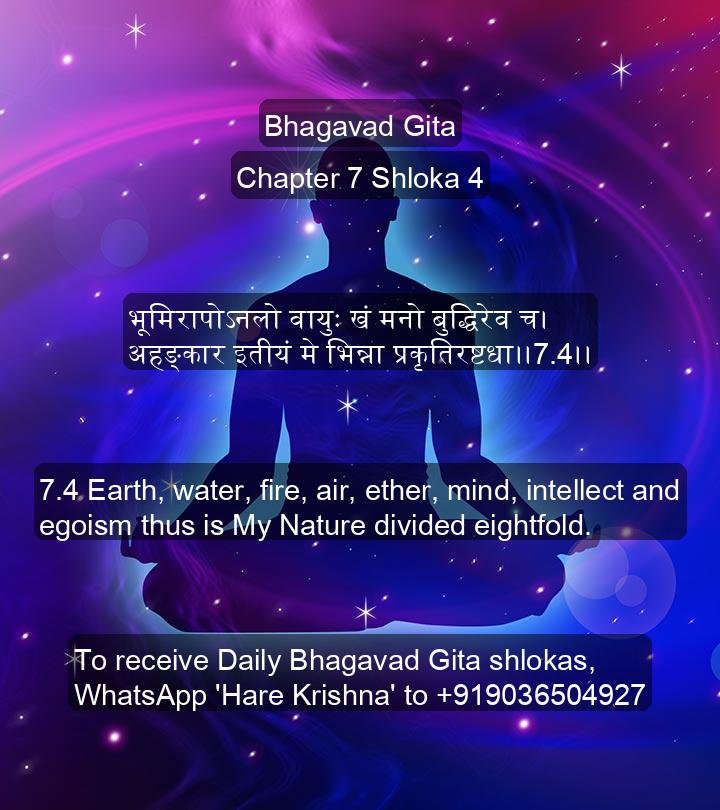 Bhagavad Gita
Chapter 7 Shloka 4
भूमिरापोऽनलो वायुः खं मनो बुद्धिरेव च।
अहङ्कार इतीयं मे भिन्ना प्रकृतिरष्टधा।।7.4।।
7.4 Earth, water, fire, air, ether, mind, intellect and
egoism thus is My Nature divided eightfold.
To receive Daily Bhagavad Gita shlokas,
WhatsApp 'Hare Krishna' to +919036504927